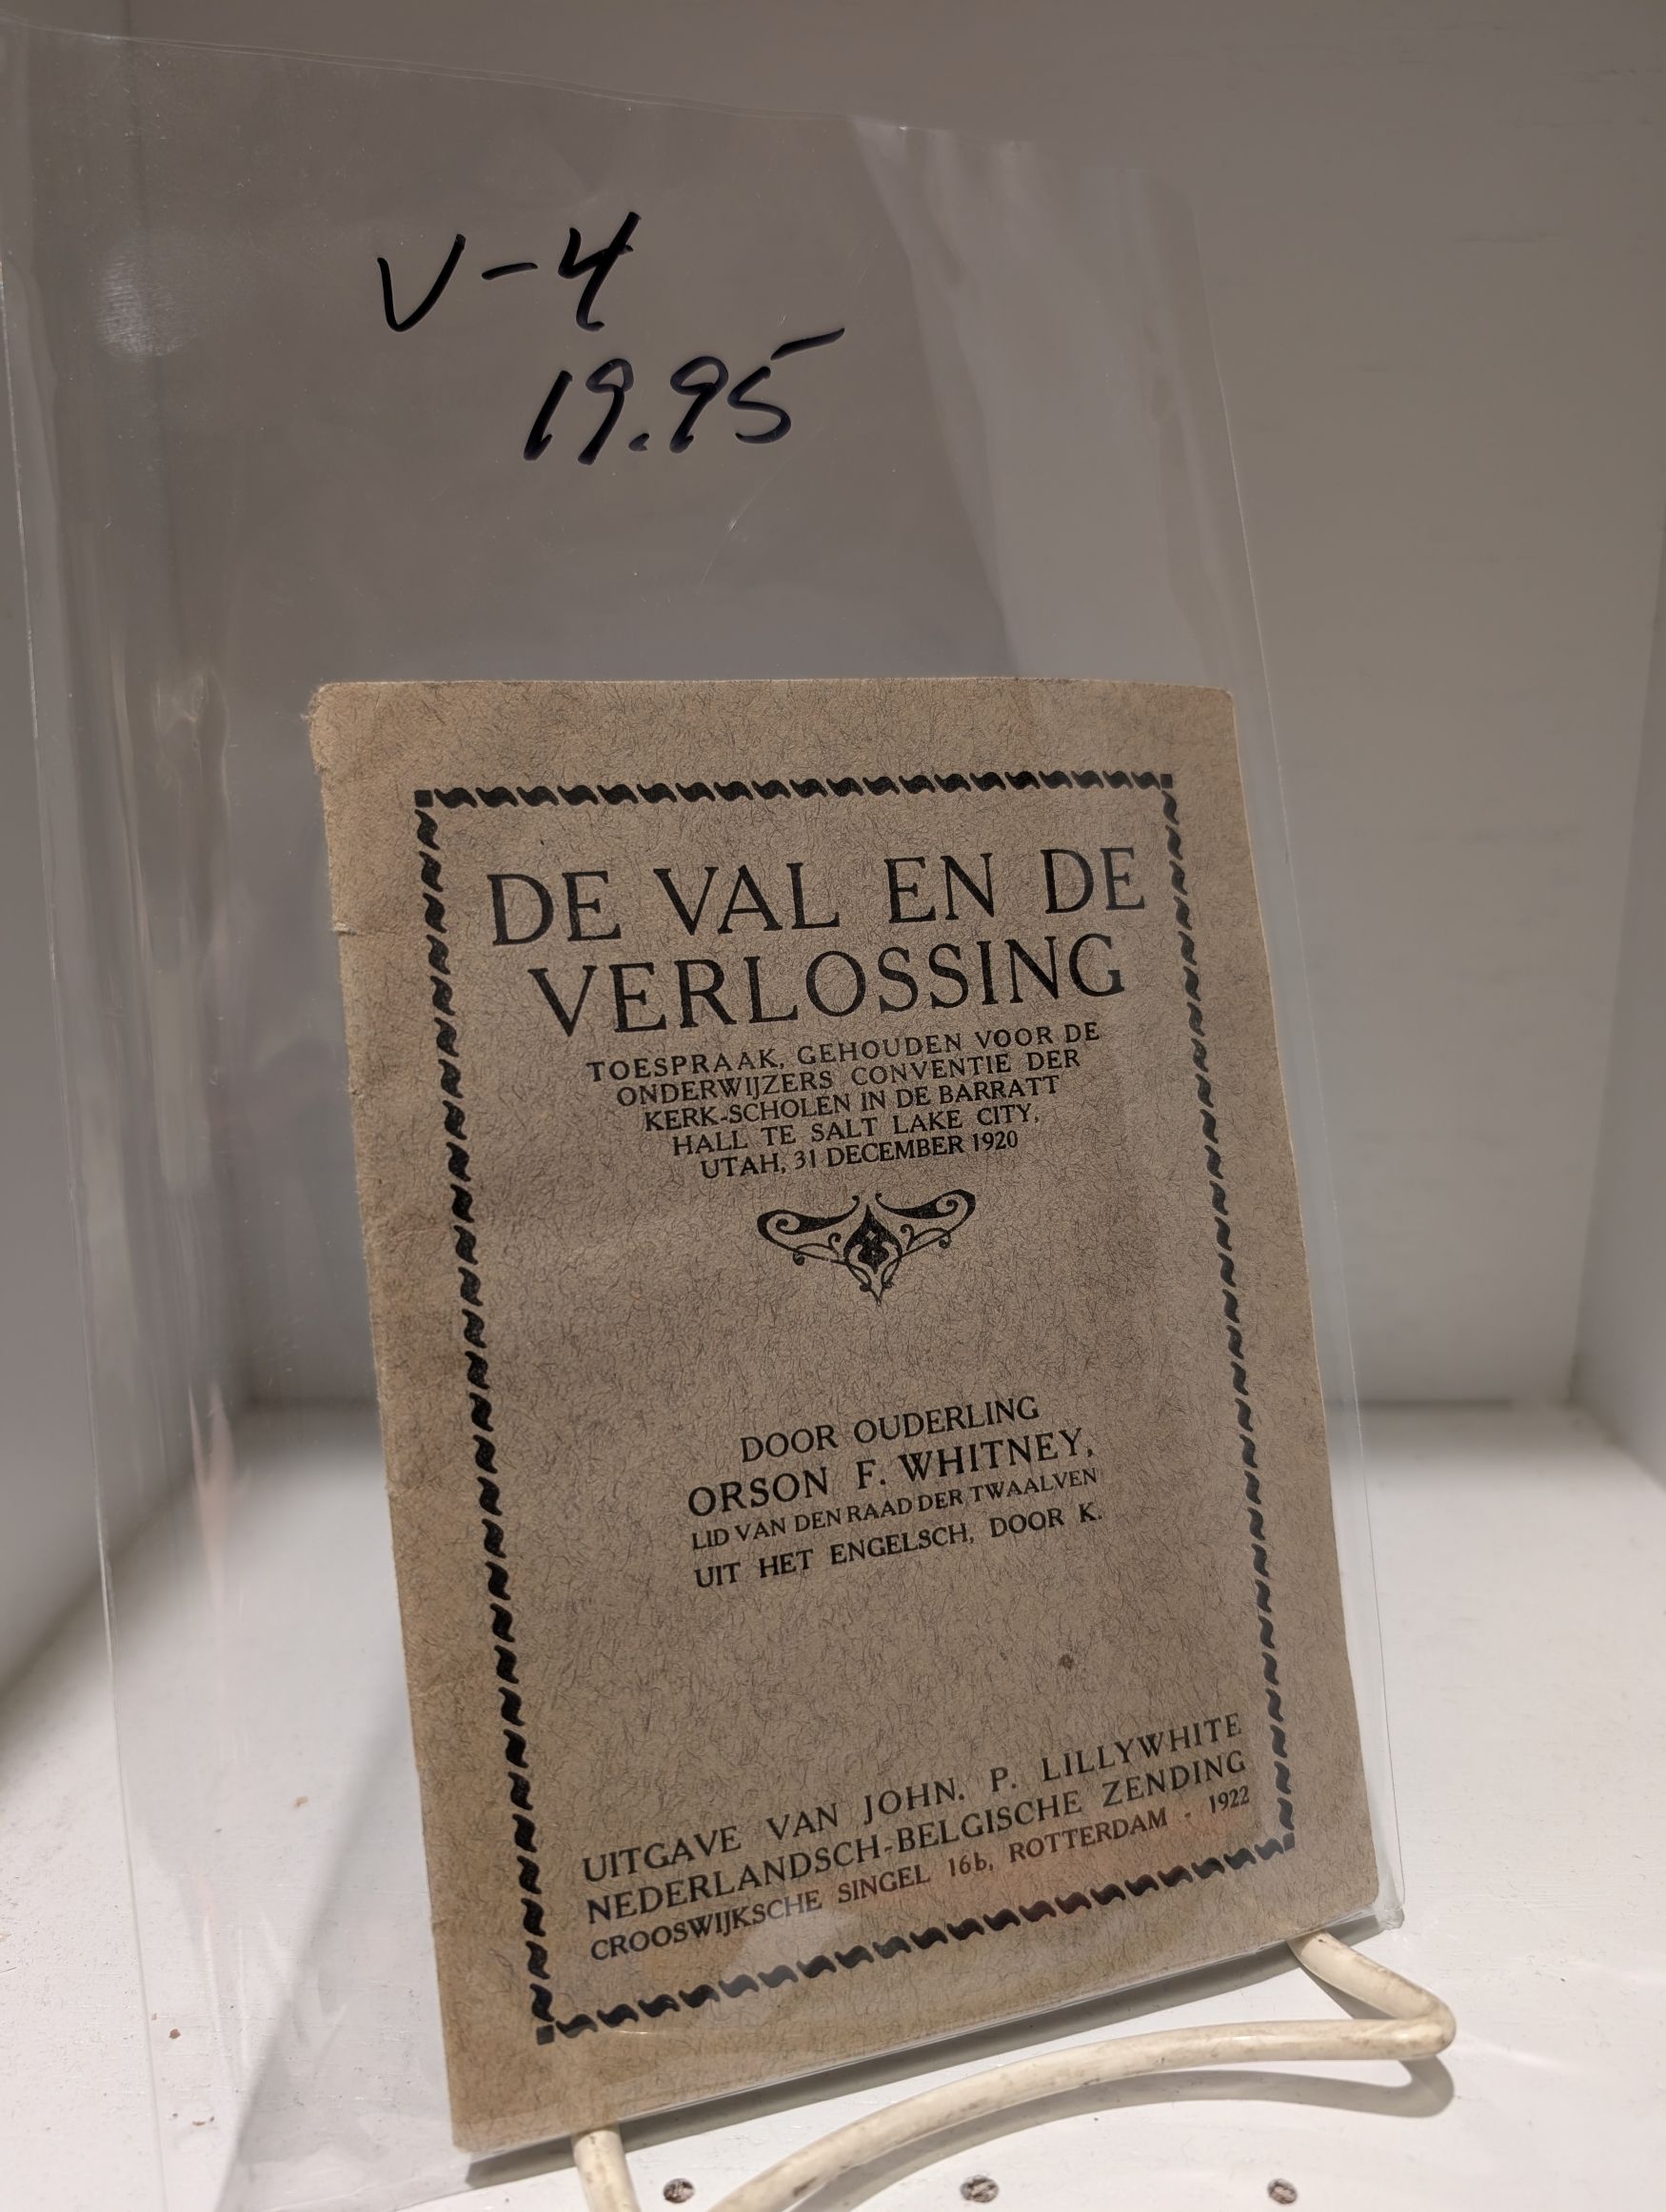 V-4
19.95
DE VAL EN DE
VERLOSSING
TOESPRAAK, GEHOUDEN VOOR DE
ONDERWIJZERS CONVENTIE DER
KERK-SCHOLEN IN DE BARRATT
HALL TE SALT LAKE CITY,
UTAH, 31 DECEMBER 1920
DOOR OUDERLING
ORSON F. WHITNEY,
LID VAN DEN RAAD DER TWAALVEN
UIT HET ENGELSCH, DOOR K.
UITGAVE VAN JOHN. P. LILLYWHITE
NEDERLANDSCH-BELGISCHE ZENDING
CROOSWIJKSCHE SINGEL 16b, ROTTERDAM - 1922